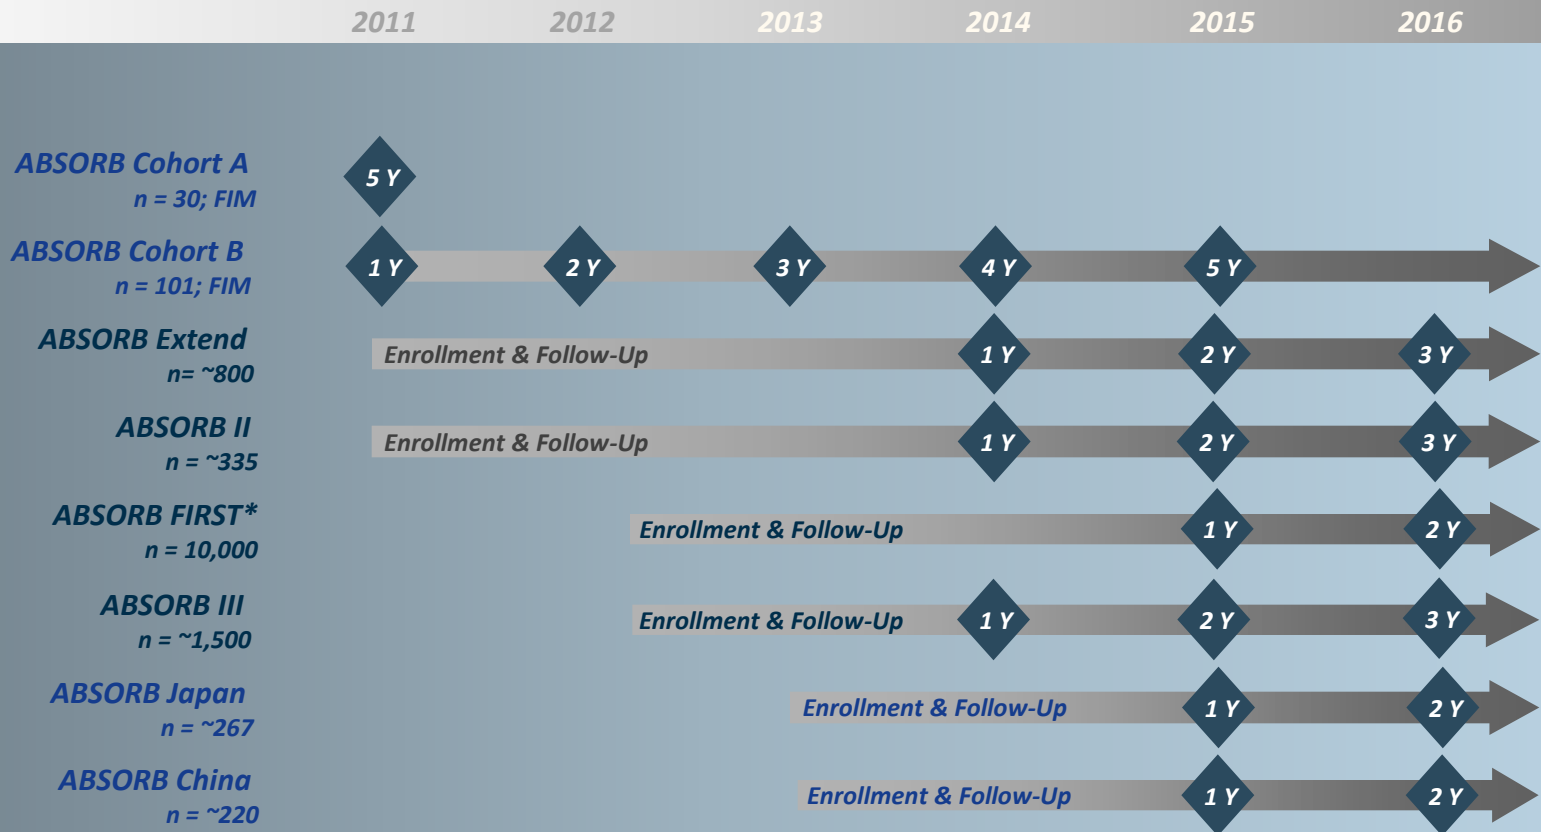 2011 2012 2013 2014 2015 2016
ABSORB Cohort A
n = 30; FIM
5 Y
ABSORB Cohort B
n = 101; FIM
1 Y 2 Y 3 Y 4 Y 5 Y
ABSORB Extend
n= ~800
Enrollment & Follow-Up 1 Y 2 Y 3 Y
ABSORB II
n = ~335
Enrollment & Follow-Up 1 Y 2 Y 3 Y
ABSORB FIRST*
n = 10,000
Enrollment & Follow-Up 1 Y 2 Y
ABSORB III
n = ~1,500
Enrollment & Follow-Up 1 Y 2 Y 3 Y
ABSORB Japan
n = ~267
Enrollment & Follow-Up 1 Y 2 Y
ABSORB China
n = ~220
Enrollment & Follow-Up 1 Y 2 Y